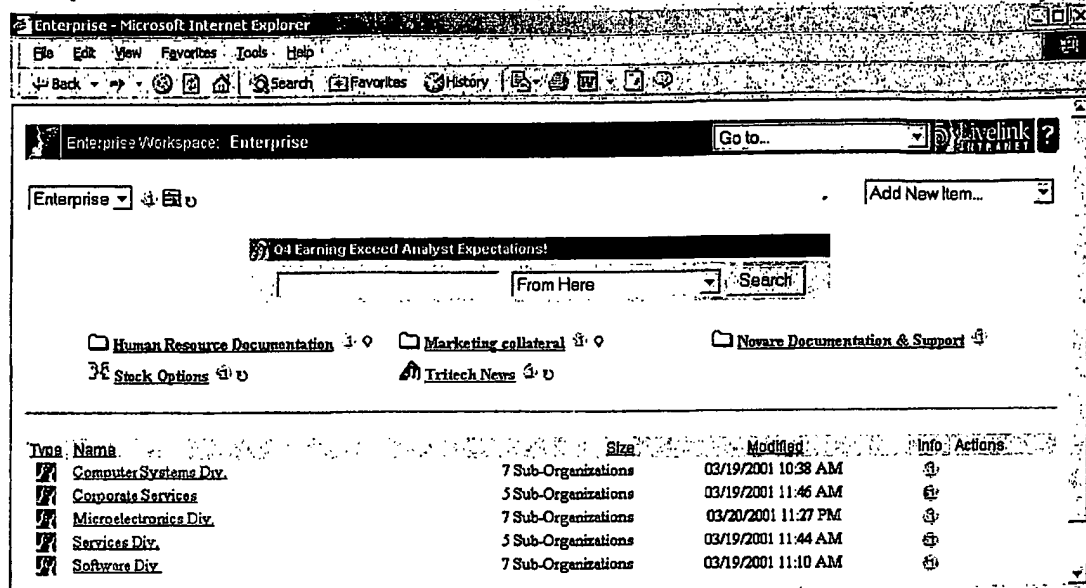 Enterprise - Microsoft Internet Explorer
File Edit View Favorites Tools Help
Back Search Favorites History
Enterprise Workspace: Enterprise
Go to...
Livelink
INTRANET
?
Enterprise
Add New Item...
Q4 Earning Exceed Analyst Expectations!
From Here
Search
Human Resource Documentation
Marketing collateral
Novare Documentation & Support
Stock Options
Tritech News
Type Name Size Modified Info Actions
Computer Systems Div. 7 Sub-Organizations 03/19/2001 10:38 AM
Corporate Services 5 Sub-Organizations 03/19/2001 11:46 AM
Microelectronics Div. 7 Sub-Organizations 03/20/2001 11:27 PM
Services Div. 5 Sub-Organizations 03/19/2001 11:44 AM
Software Div 7 Sub-Organizations 03/19/2001 11:10 AM